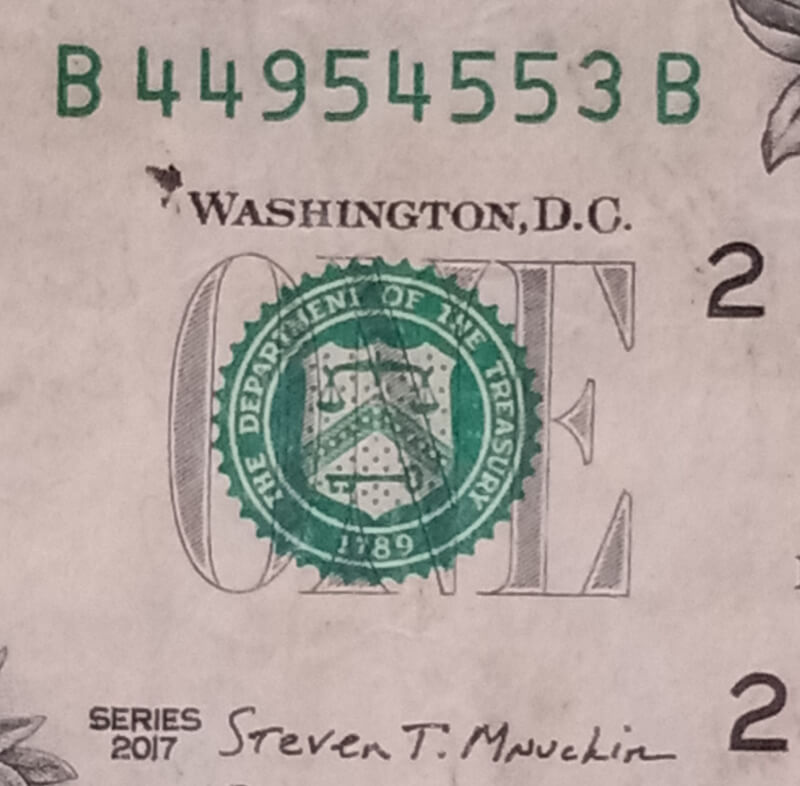 B 44954553 B
WASHINGTON, D.C.
ONE
2
THE DEPARTMENT OF THE TREASURY
1789
SERIES
2017
Steven T. Mnuchin
2